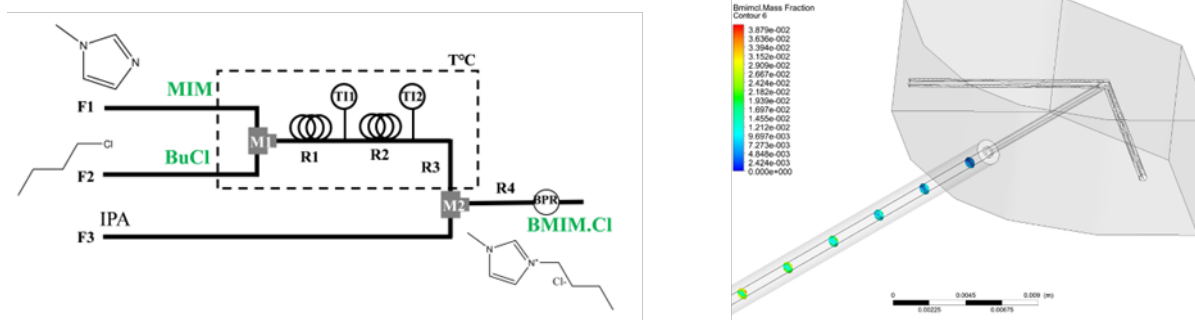 N
N
T°C
MIM
F1
TI1
TI2
Cl
M1
R1
R2
BuCl
R3
F2
R4
IPA
M2
BPR
BMIM.Cl
F3
N
N+
Cl-
Bmimcl.Mass Fraction
Contour 6
3.879e-002
3.636e-002
3.394e-002
3.152e-002
2.909e-002
2.667e-002
2.424e-002
2.182e-002
1.939e-002
1.697e-002
1.455e-002
1.212e-002
9.697e-003
7.273e-003
4.848e-003
2.424e-003
0.000e+000
0 0.0045 0.009 (m)
0.00225 0.00675